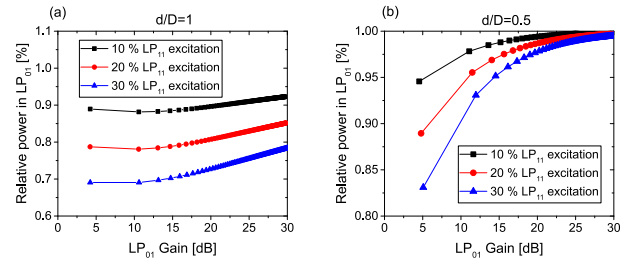 (a)
d/D=1
Relative power in LP₀₁ [%]
1.0
0.9
0.8
0.7
0.6
10 % LP₁₁ excitation
20 % LP₁₁ excitation
30 % LP₁₁ excitation
0 5 10 15 20 25 30
LP₀₁ Gain [dB]
(b)
d/D=0.5
Relative power in LP₀₁ [%]
1.00
0.95
0.90
0.85
0.80
10 % LP₁₁ excitation
20 % LP₁₁ excitation
30 % LP₁₁ excitation
0 5 10 15 20 25 30
LP₀₁ Gain [dB]